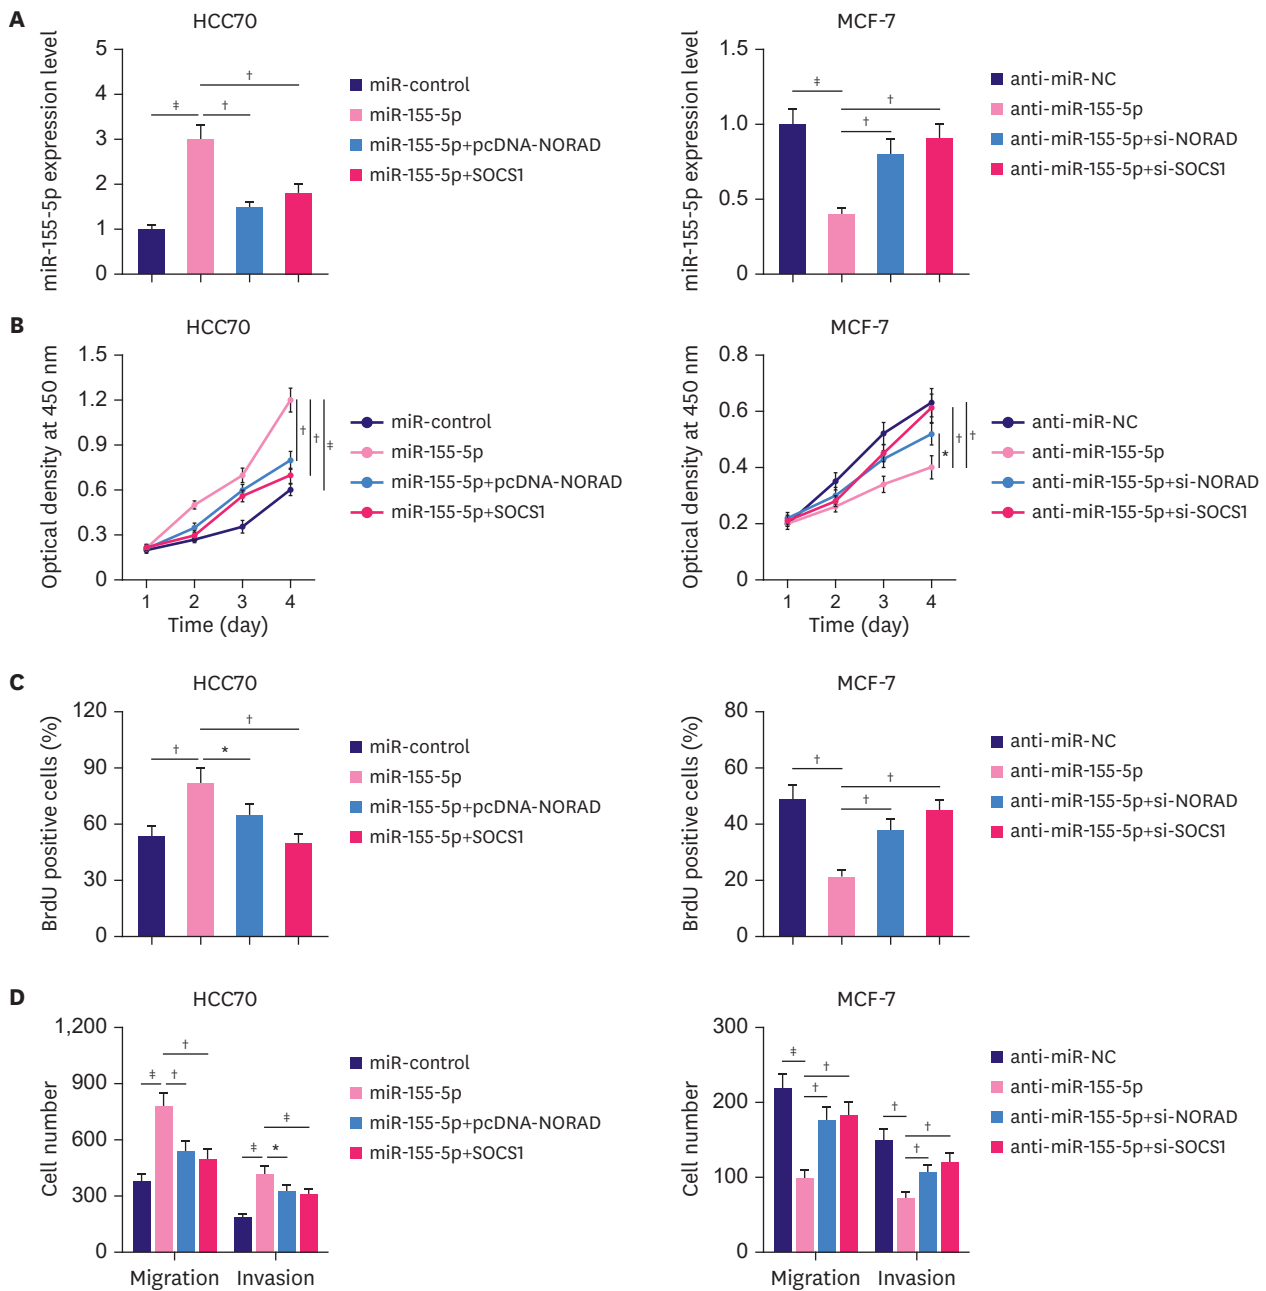 A
HCC70
miR-155-5p expression level
5
4
3
2
1
0
‡
†
†
miR-control
miR-155-5p
miR-155-5p+pcDNA-NORAD
miR-155-5p+SOCS1
MCF-7
miR-155-5p expression level
1.5
1.0
0.5
0
‡
†
†
anti-miR-NC
anti-miR-155-5p
anti-miR-155-5p+si-NORAD
anti-miR-155-5p+si-SOCS1
B
HCC70
Optical density at 450 nm
1.5
1.2
0.9
0.6
0.3
0
1 2 3 4
Time (day)
† † ‡
miR-control
miR-155-5p
miR-155-5p+pcDNA-NORAD
miR-155-5p+SOCS1
MCF-7
Optical density at 450 nm
0.8
0.6
0.4
0.2
0
1 2 3 4
Time (day)
* † †
anti-miR-NC
anti-miR-155-5p
anti-miR-155-5p+si-NORAD
anti-miR-155-5p+si-SOCS1
C
HCC70
BrdU positive cells (%)
120
90
60
30
0
†
*
†
miR-control
miR-155-5p
miR-155-5p+pcDNA-NORAD
miR-155-5p+SOCS1
MCF-7
BrdU positive cells (%)
80
60
40
20
0
†
†
†
anti-miR-NC
anti-miR-155-5p
anti-miR-155-5p+si-NORAD
anti-miR-155-5p+si-SOCS1
D
HCC70
Cell number
1,200
900
600
300
0
†
‡ †
‡
‡ *
Migration Invasion
miR-control
miR-155-5p
miR-155-5p+pcDNA-NORAD
miR-155-5p+SOCS1
MCF-7
Cell number
300
200
100
0
‡
†
†
†
†
†
Migration Invasion
anti-miR-NC
anti-miR-155-5p
anti-miR-155-5p+si-NORAD
anti-miR-155-5p+si-SOCS1